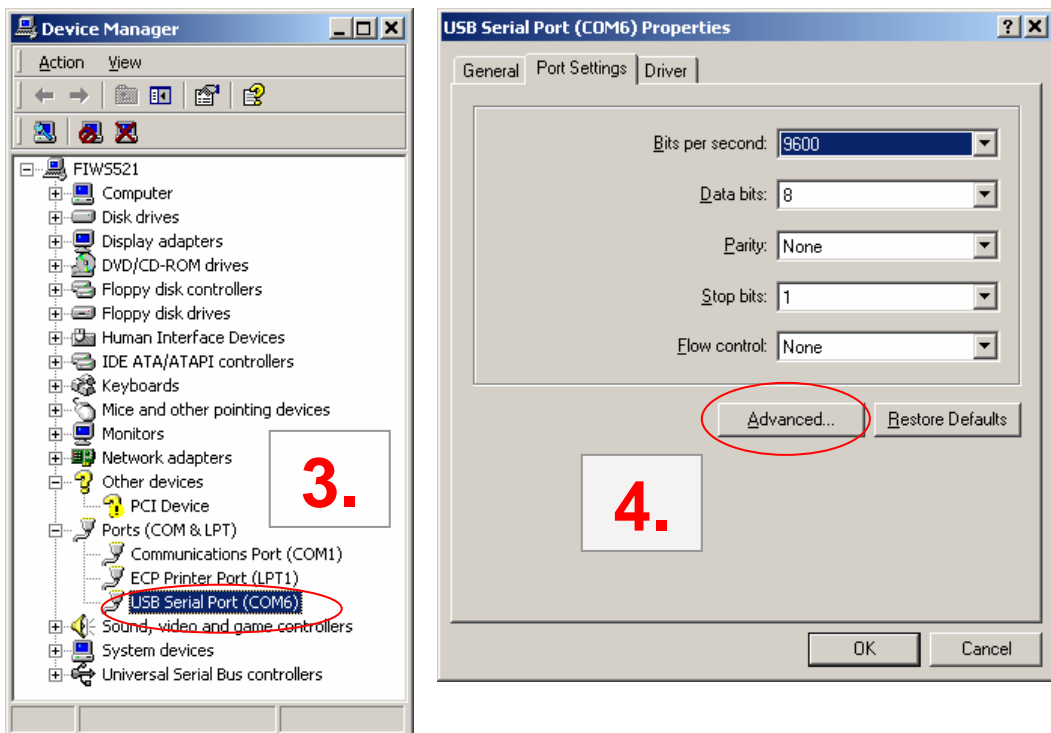 Device Manager
Action View
FIWS521
Computer
Disk drives
Display adapters
DVD/CD-ROM drives
Floppy disk controllers
Floppy disk drives
Human Interface Devices
IDE ATA/ATAPI controllers
Keyboards
Mice and other pointing devices
Monitors
Network adapters
Other devices
PCI Device
Ports (COM & LPT)
Communications Port (COM1)
ECP Printer Port (LPT1)
USB Serial Port (COM6)
Sound, video and game controllers
System devices
Universal Serial Bus controllers
3.
USB Serial Port (COM6) Properties
General Port Settings Driver
Bits per second: 9600
Data bits: 8
Parity: None
Stop bits: 1
Flow control: None
Advanced... Restore Defaults
4.
OK Cancel